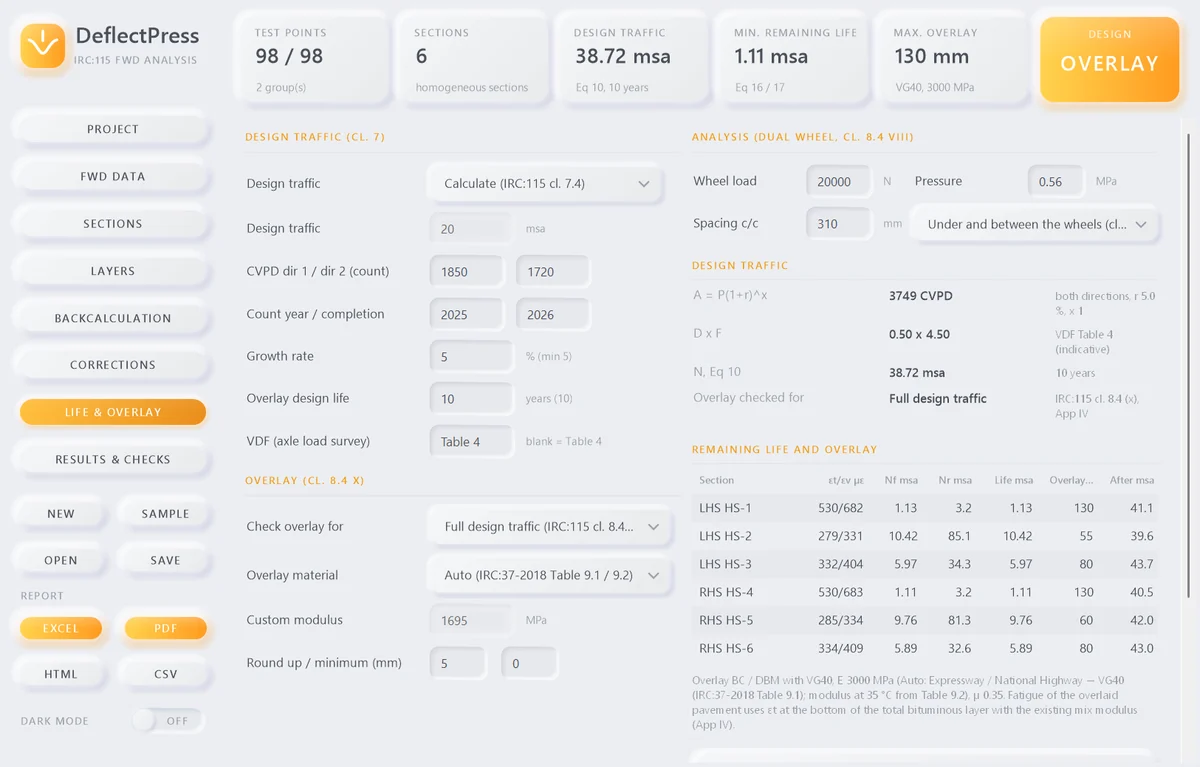 DeflectPress
IRC:115 FWD ANALYSIS
TEST POINTS
98 / 98
2 group(s)
SECTIONS
6
homogeneous sections
DESIGN TRAFFIC
38.72 msa
Eq 10, 10 years
MIN. REMAINING LIFE
1.11 msa
Eq 16 / 17
MAX. OVERLAY
130 mm
VG40, 3000 MPa
DESIGN
OVERLAY
PROJECT
FWD DATA
SECTIONS
LAYERS
BACKCALCULATION
CORRECTIONS
LIFE & OVERLAY
RESULTS & CHECKS
NEW SAMPLE
OPEN SAVE
REPORT
EXCEL PDF
HTML CSV
DARK MODE OFF
DESIGN TRAFFIC (CL. 7)
Design traffic Calculate (IRC:115 cl. 7.4)
Design traffic 20 msa
CVPD dir 1 / dir 2 (count) 1850 1720
Count year / completion 2025 2026
Growth rate 5 % (min 5)
Overlay design life 10 years (10)
VDF (axle load survey) Table 4 blank = Table 4
OVERLAY (CL. 8.4 X)
Check overlay for Full design traffic (IRC:115 cl. 8.4...
Overlay material Auto (IRC:37-2018 Table 9.1 / 9.2)
Custom modulus 1695 MPa
Round up / minimum (mm) 5 0
ANALYSIS (DUAL WHEEL, CL. 8.4 VIII)
Wheel load 20000 N Pressure 0.56 MPa
Spacing c/c 310 mm Under and between the wheels (cl...
DESIGN TRAFFIC
A = P(1+r)^x 3749 CVPD both directions, r 5.0
%, x 1
D x F 0.50 x 4.50 VDF Table 4
(indicative)
N, Eq 10 38.72 msa 10 years
Overlay checked for Full design traffic IRC:115 cl. 8.4 (x),
App IV
REMAINING LIFE AND OVERLAY
Section εt/εv με Nf msa Nr msa Life msa Overlay... After msa
LHS HS-1 530/682 1.13 3.2 1.13 130 41.1
LHS HS-2 279/331 10.42 85.1 10.42 55 39.6
LHS HS-3 332/404 5.97 34.3 5.97 80 43.7
RHS HS-4 530/683 1.11 3.2 1.11 130 40.5
RHS HS-5 285/334 9.76 81.3 9.76 60 42.0
RHS HS-6 334/409 5.89 32.6 5.89 80 43.0
Overlay BC / DBM with VG40, E 3000 MPa (Auto: Expressway / National Highway — VG40
(IRC:37-2018 Table 9.1); modulus at 35 °C from Table 9.2), μ 0.35. Fatigue of the overlaid
pavement uses εt at the bottom of the total bituminous layer with the existing mix modulus
(App IV).